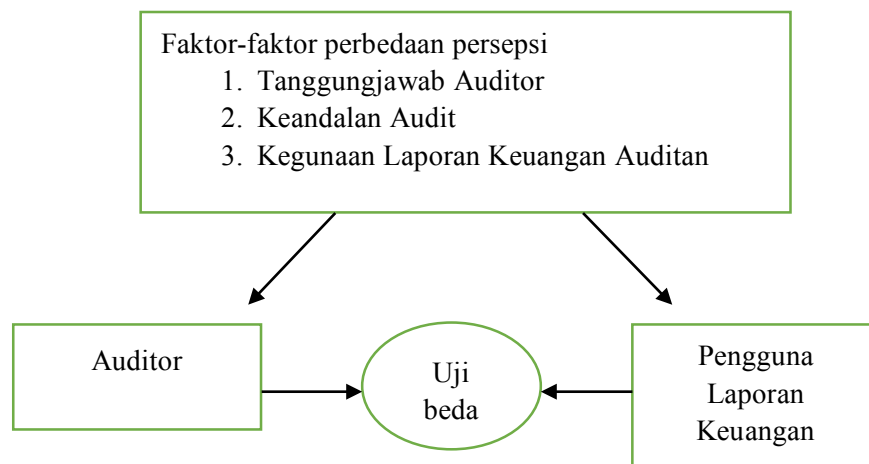 Faktor-faktor perbedaan persepsi
1. Tanggungjawab Auditor
2. Keandalan Audit
3. Kegunaan Laporan Keuangan Auditan
Auditor
Uji
beda
Pengguna
Laporan
Keuangan